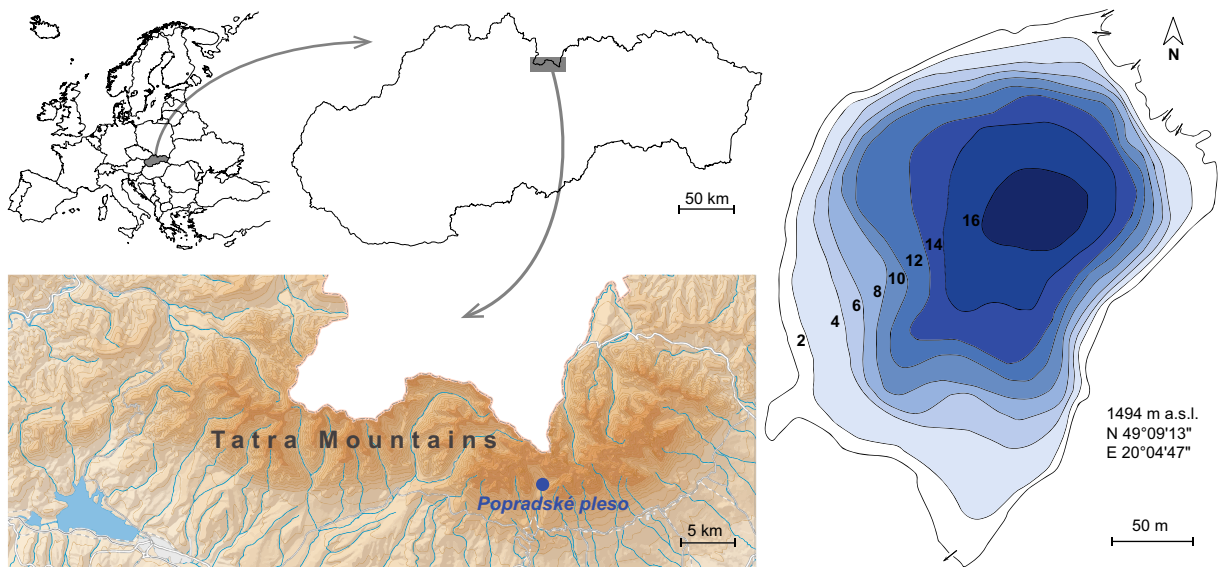 50 km
Tatra Mountains
Popradské pleso
5 km
N
16
14
12
10
8
6
4
2
1494 m a.s.l.
N 49°09'13"
E 20°04'47"
50 m